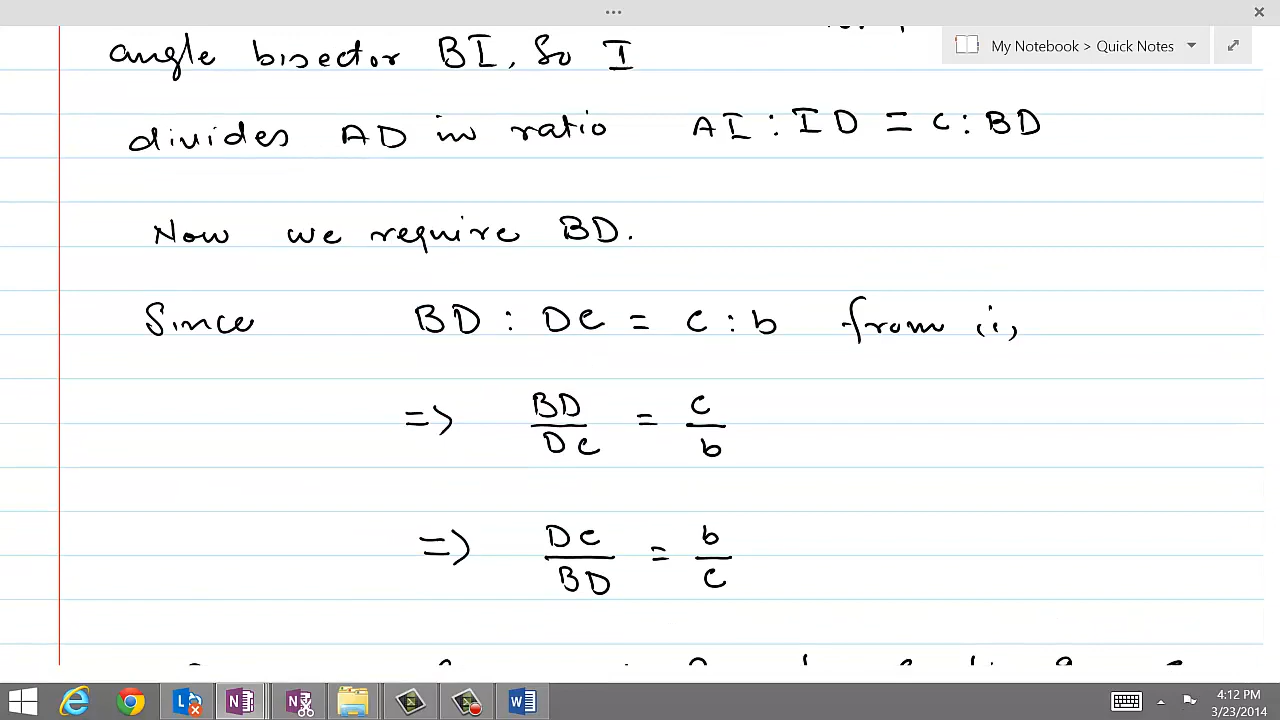 ...
×
angle bisector BI, So I
My Notebook > Quick Notes
divides AD in ratio AI : ID = c : BD
Now we require BD.
Since BD : DC = c : b from (i),
=> BD/DC = c/b
=> DC/BD = b/c
4:12 PM
3/23/2014